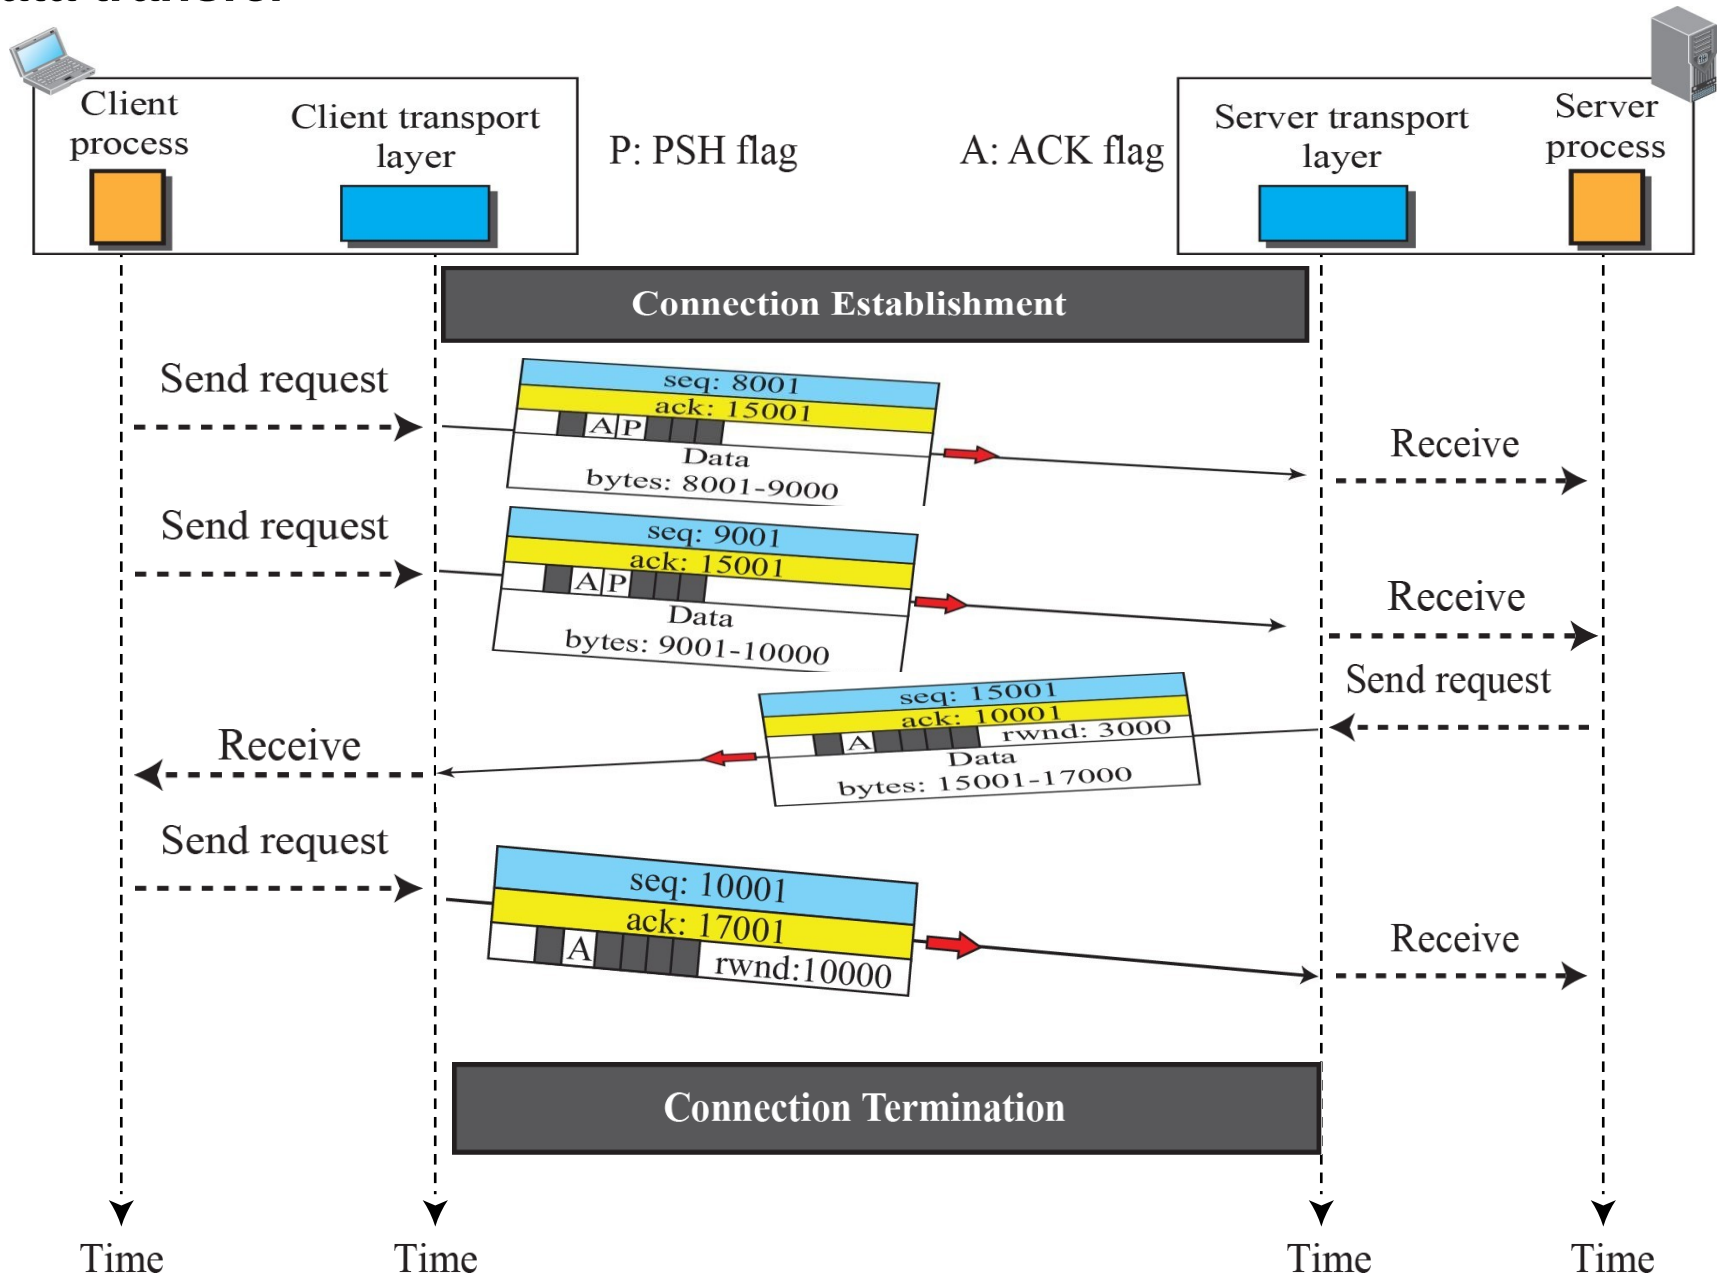 Client
process
Client transport
layer
P: PSH flag
A: ACK flag
Server transport
layer
Server
process
Connection Establishment
Send request
seq: 8001
ack: 15001
A P
Data
bytes: 8001-9000
Receive
Send request
seq: 9001
ack: 15001
A P
Data
bytes: 9001-10000
Receive
Send request
seq: 15001
ack: 10001
A rwnd: 3000
Data
bytes: 15001-17000
Receive
Send request
seq: 10001
ack: 17001
A rwnd:10000
Receive
Connection Termination
Time
Time
Time
Time